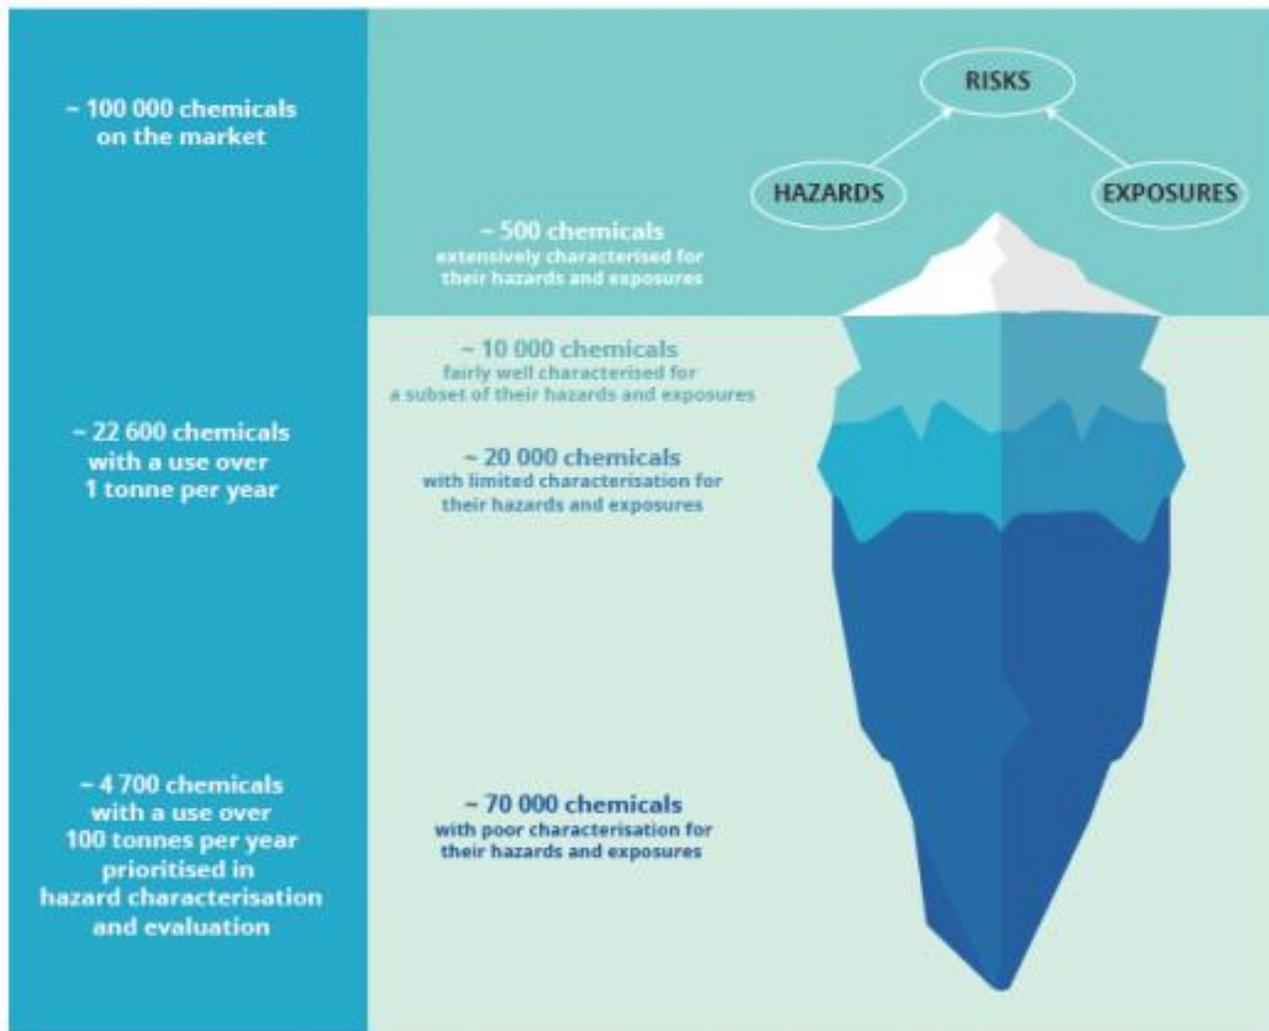 ~ 100 000 chemicals
on the market
~ 22 600 chemicals
with a use over
1 tonne per year
~ 4 700 chemicals
with a use over
100 tonnes per year
prioritised in
hazard characterisation
and evaluation
RISKS
HAZARDS
EXPOSURES
~ 500 chemicals
extensively characterised for
their hazards and exposures
~ 10 000 chemicals
fairly well characterised for
a subset of their hazards and exposures
~ 20 000 chemicals
with limited characterisation for
their hazards and exposures
~ 70 000 chemicals
with poor characterisation for
their hazards and exposures